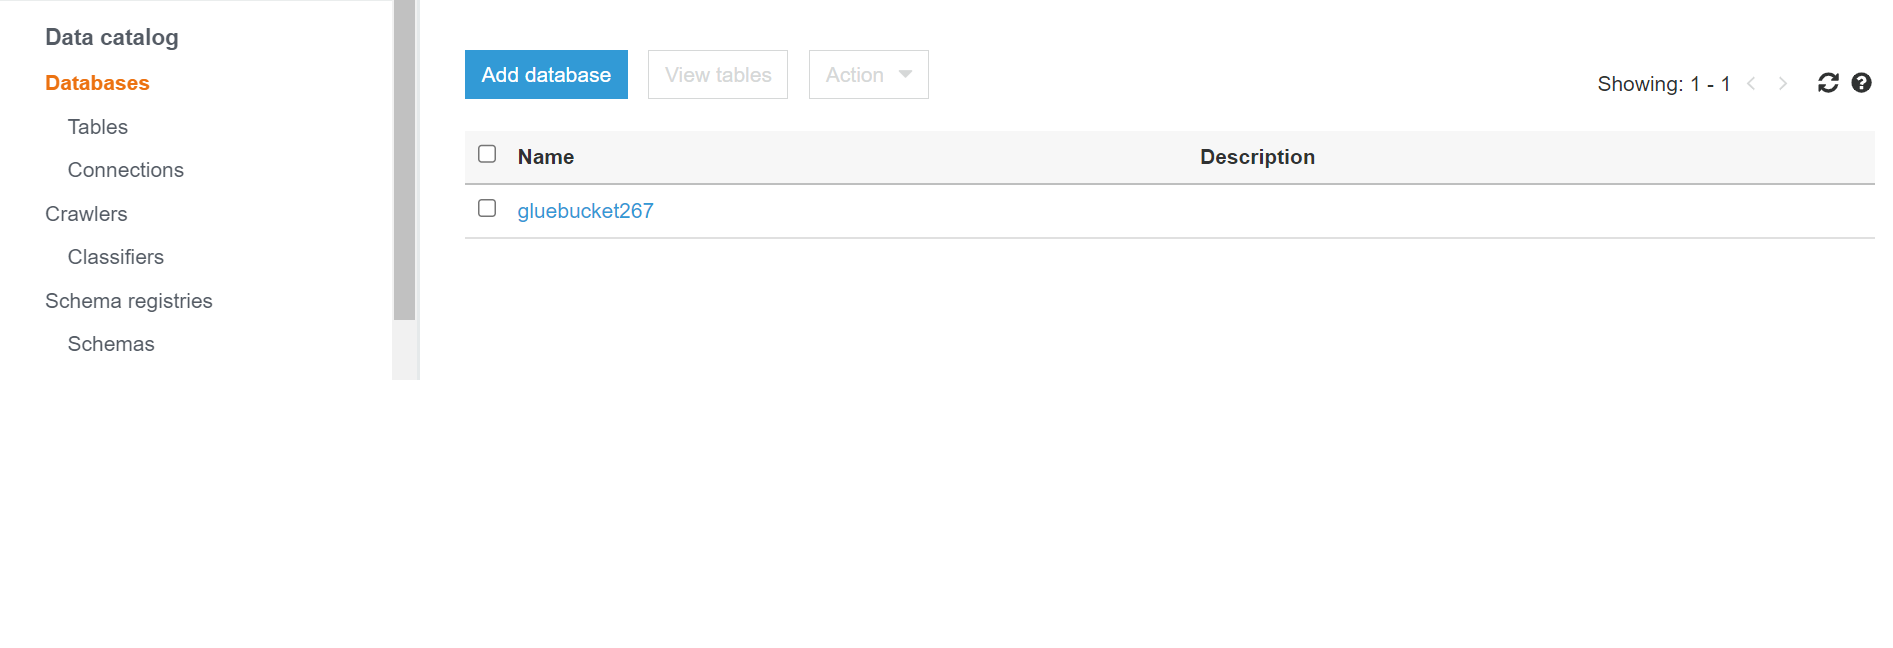 Data catalog
Databases
Tables
Connections
Crawlers
Classifiers
Schema registries
Schemas
Add database
View tables
Action
Showing: 1 - 1
Name
Description
gluebucket267